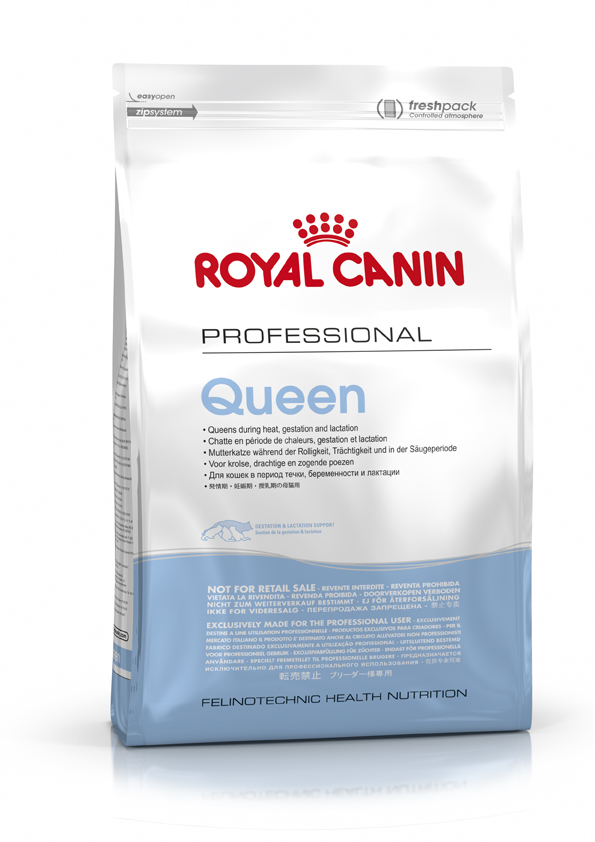 easyopen
zipsystem
freshpack
Controlled atmosphere
ROYAL CANIN
PROFESSIONAL
Queen
• Queens during heat, gestation and lactation
• Chatte en période de chaleurs, gestation et lactation
• Mutterkatze während der Rolligkeit, Trächtigkeit und in der Säugeperiode
• Voor krolse, drachtige en zogende poezen
• Для кошек в период течки, беременности и лактации
• 発情期・妊娠期・授乳期の母猫用
GESTATION & LACTATION SUPPORT
Soutien de la gestation & lactation
NOT FOR RETAIL SALE - REVENTE INTERDITE - REVENTA PROHIBIDA
VIETATA LA RIVENDITA - REVENDA PROIBIDA - DOORVERKOPEN VERBODEN
NICHT ZUM WEITERVERKAUF BESTIMMT - EJ FÖR ÅTERFÖRSÄLJNING
IKKE FOR VIDERESALG - ПЕРЕПРОДАЖА ЗАПРЕЩЕНА - 禁止专卖
EXCLUSIVELY MADE FOR THE PROFESSIONAL USER - EXCLUSIVEMENT
DESTINÉ A UNE UTILISATION PROFESSIONNELLE - PRODUCTOS EXCLUSIVOS PARA CRIADORES - PER IL
MERCATO ITALIANO IL PRODOTTO E' DESTINATO ANCHE AL CIRCUITO ALLEVATORI NON PROFESSIONISTI
FABRICO DESTINADO EXCLUSIVAMENTE A UTILIZAÇÃO PROFISSIONAL - UITSLUITEND BESTEMD
VOOR PROFESSIONEEL GEBRUIK - EXCLUSIVFÜLLUNG FÜR ZÜCHTER - ENDAST FÖR PROFESSIONELLA
ANVÄNDARE - SPECIELT FREMSTILLET TIL PROFESSIONELLE BRUGERE - ПРЕДНАЗНАЧАЕТСЯ
ИСКЛЮЧИТЕЛЬНО ДЛЯ ПРОФЕССИОНАЛЬНОГО ИСПОЛЬЗОВАНИЯ
転売禁止 ブリーダー様専用
FELINOTECHNIC HEALTH NUTRITION